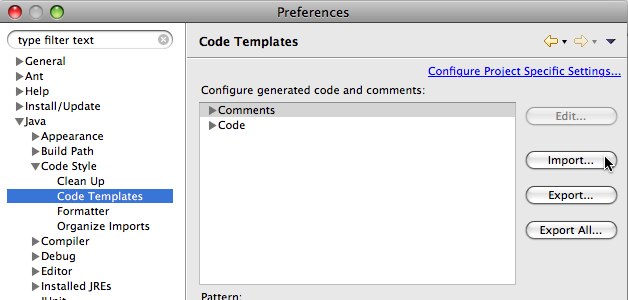 Preferences
type filter text
General
Ant
Help
Install/Update
Java
Appearance
Build Path
Code Style
Clean Up
Code Templates
Formatter
Organize Imports
Compiler
Debug
Editor
Installed JREs
JUnit
Code Templates
Configure Project Specific Settings...
Configure generated code and comments:
Comments
Code
Edit...
Import...
Export...
Export All...
Pattern: